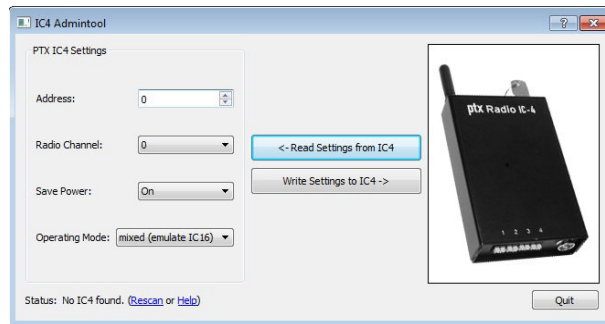 IC4 Admintool
PTX IC4 Settings
Address: 0
Radio Channel: 0
Save Power: On
Operating Mode: mixed (emulate IC16)
<- Read Settings from IC4
Write Settings to IC4 ->
ptx Radio IC-4
1 2 3 4
Status: No IC4 found. (Rescan or Help)
Quit